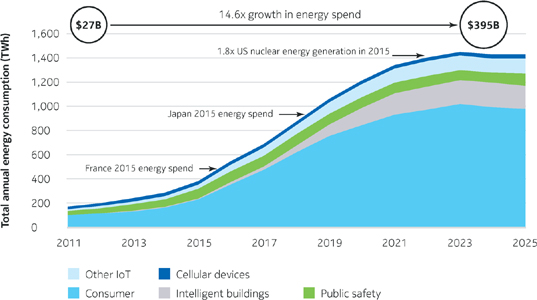 14.6x growth in energy spend
$27B
$395B
Total annual energy consumption (TWh)
1,600
1,400
1,200
1,000
800
600
400
200
0
1.8x US nuclear energy generation in 2015
Japan 2015 energy spend
France 2015 energy spend
2011 2013 2015 2017 2019 2021 2023 2025
Other IoT Cellular devices
Consumer Intelligent buildings Public safety